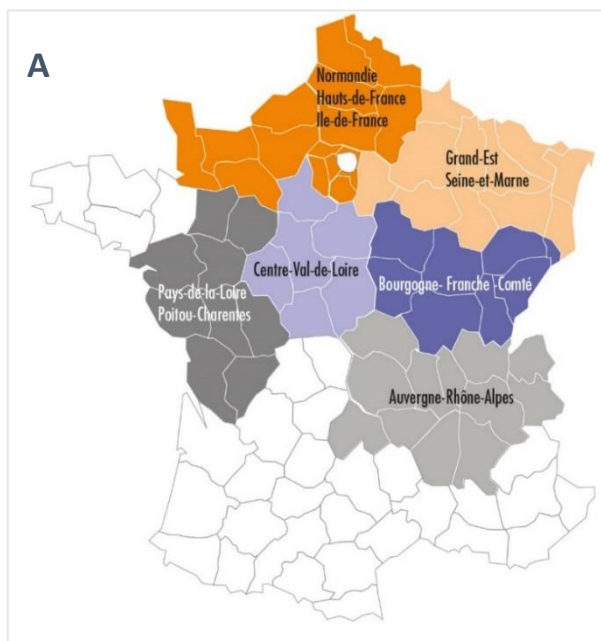 A
Normandie
Hauts-de-France
Ile-de-France
Grand-Est
Seine-et-Marne
Centre-Val-de-Loire
Bourgogne- Franche -Comté
Pays-de-la-Loire
Poitou-Charentes
Auvergne-Rhône-Alpes